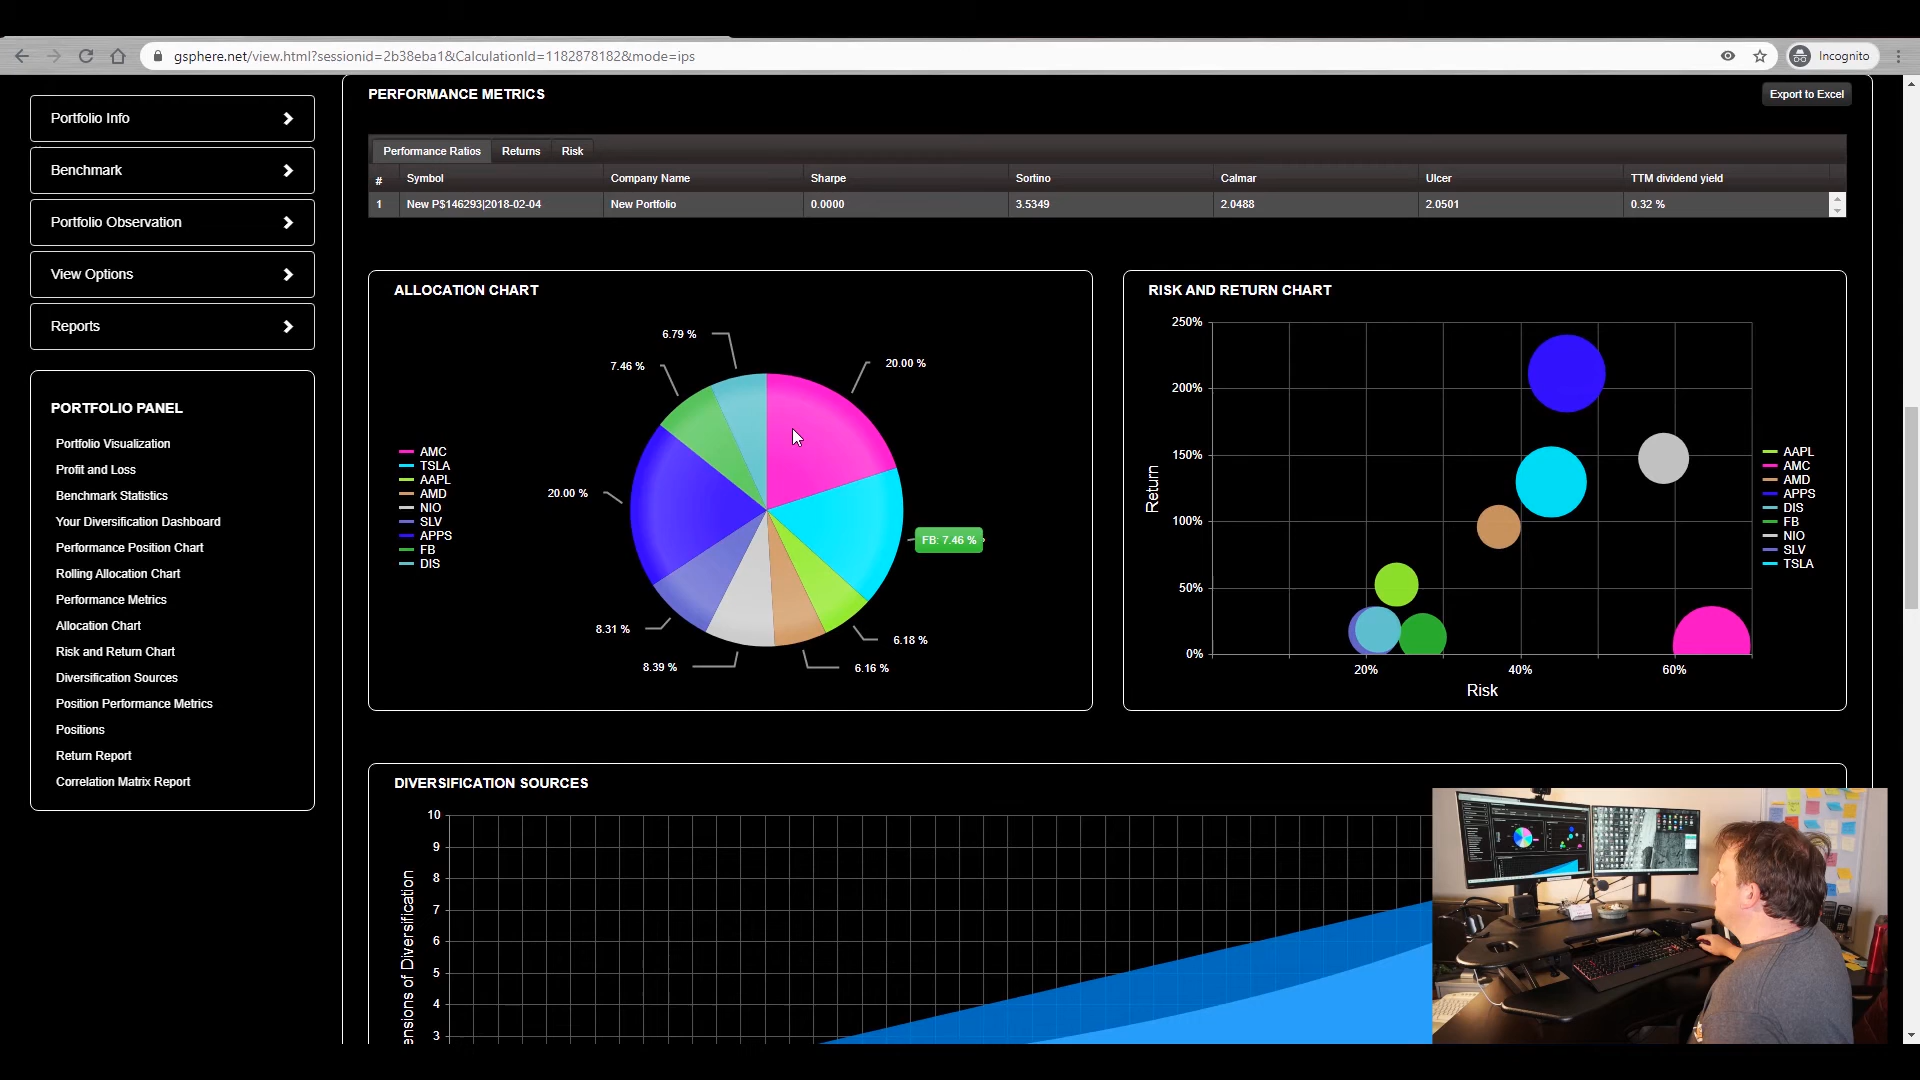 gsphere.net/view.html?sessionid=2b38eba1&CalculationId=1182878182&mode=ips
Incognito
Portfolio Info
Benchmark
Portfolio Observation
View Options
Reports
PORTFOLIO PANEL
Portfolio Visualization
Profit and Loss
Benchmark Statistics
Your Diversification Dashboard
Performance Position Chart
Rolling Allocation Chart
Performance Metrics
Allocation Chart
Risk and Return Chart
Diversification Sources
Position Performance Metrics
Positions
Return Report
Correlation Matrix Report
PERFORMANCE METRICS
Export to Excel
Performance Ratios Returns Risk
# Symbol Company Name Sharpe Sortino Calmar Ulcer TTM dividend yield
1 New P$146293|2018-02-04 New Portfolio 0.0000 3.5349 2.0488 2.0501 0.32 %
ALLOCATION CHART
6.79 %
20.00 %
7.46 %
20.00 %
FB: 7.46 %
8.31 %
8.39 %
6.18 %
6.16 %
AMC
TSLA
AAPL
AMD
NIO
SLV
APPS
FB
DIS
RISK AND RETURN CHART
250%
200%
150%
100%
50%
0%
Return
20% 40% 60%
Risk
AAPL
AMC
AMD
APPS
DIS
FB
NIO
SLV
TSLA
DIVERSIFICATION SOURCES
10
9
8
7
6
5
4
3
ensions of Diversification